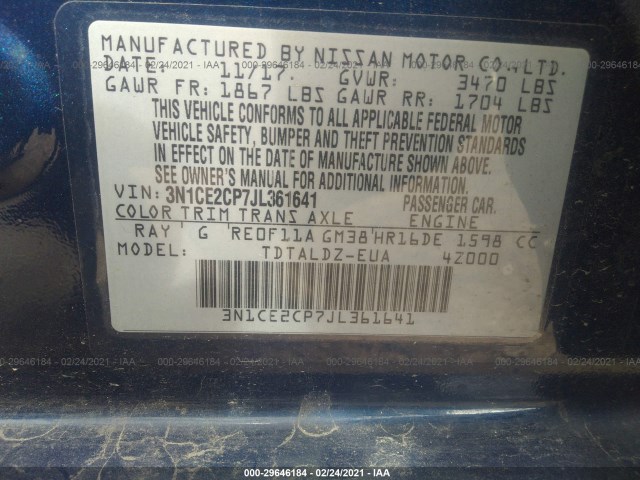 MANUFACTURED BY NISSAN MOTOR CO.,LTD.
DATE: 11/17. GVWR: 3470 LBS
GAWR FR: 1867 LBS GAWR RR: 1704 LBS
THIS VEHICLE CONFORMS TO ALL APPLICABLE FEDERAL MOTOR
VEHICLE SAFETY, BUMPER AND THEFT PREVENTION STANDARDS
IN EFFECT ON THE DATE OF MANUFACTURE SHOWN ABOVE.
SEE OWNER'S MANUAL FOR ADDITIONAL INFORMATION.
VIN: 3N1CE2CP7JL361641 PASSENGER CAR.
COLOR TRIM TRANS AXLE ENGINE
RAY G RE0F11A GM38 HR16DE 1598 CC
MODEL: TDTALDZ-EUA 4Z000
3N1CE2CP7JL361641
000-29646184 - 02/24/2021 - IAA